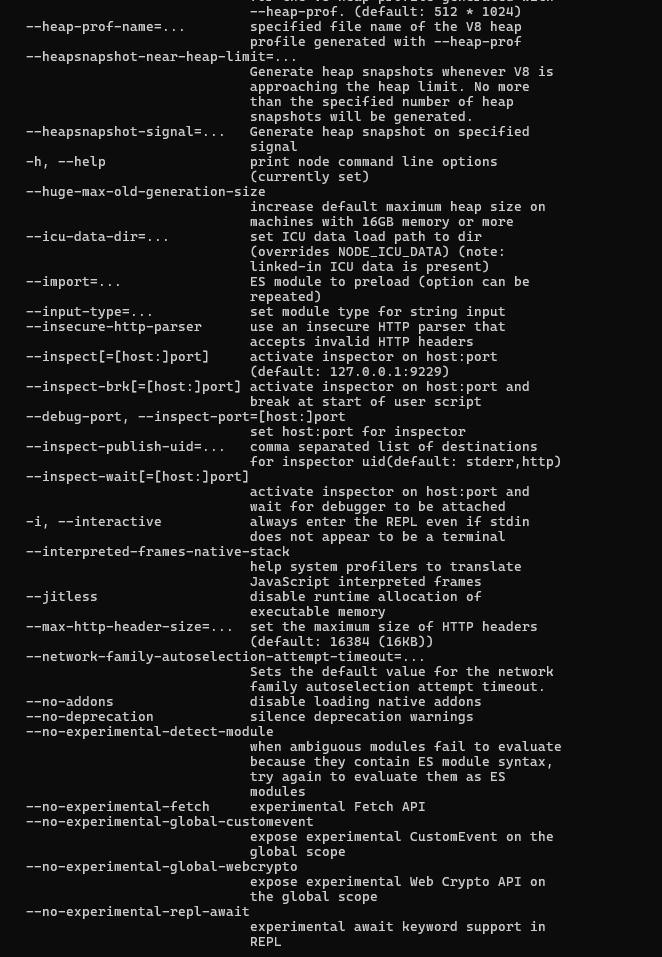 --heap-prof. (default: 512 * 1024)
--heap-prof-name=... specified file name of the V8 heap
profile generated with --heap-prof
--heapsnapshot-near-heap-limit=...
Generate heap snapshots whenever V8 is
approaching the heap limit. No more
than the specified number of heap
snapshots will be generated.
--heapsnapshot-signal=... Generate heap snapshot on specified
signal
-h, --help print node command line options
(currently set)
--huge-max-old-generation-size
increase default maximum heap size on
machines with 16GB memory or more
--icu-data-dir=... set ICU data load path to dir
(overrides NODE_ICU_DATA) (note:
linked-in ICU data is present)
--import=... ES module to preload (option can be
repeated)
--input-type=... set module type for string input
--insecure-http-parser use an insecure HTTP parser that
accepts invalid HTTP headers
--inspect[=[host:]port] activate inspector on host:port
(default: 127.0.0.1:9229)
--inspect-brk[=[host:]port] activate inspector on host:port and
break at start of user script
--debug-port, --inspect-port=[host:]port
set host:port for inspector
--inspect-publish-uid=... comma separated list of destinations
for inspector uid(default: stderr,http)
--inspect-wait[=[host:]port]
activate inspector on host:port and
wait for debugger to be attached
-i, --interactive always enter the REPL even if stdin
does not appear to be a terminal
--interpreted-frames-native-stack
help system profilers to translate
JavaScript interpreted frames
--jitless disable runtime allocation of
executable memory
--max-http-header-size=... set the maximum size of HTTP headers
(default: 16384 (16KB))
--network-family-autoselection-attempt-timeout=...
Sets the default value for the network
family autoselection attempt timeout.
--no-addons disable loading native addons
--no-deprecation silence deprecation warnings
--no-experimental-detect-module
when ambiguous modules fail to evaluate
because they contain ES module syntax,
try again to evaluate them as ES
modules
--no-experimental-fetch experimental Fetch API
--no-experimental-global-customevent
expose experimental CustomEvent on the
global scope
--no-experimental-global-webcrypto
expose experimental Web Crypto API on
the global scope
--no-experimental-repl-await
experimental await keyword support in
REPL